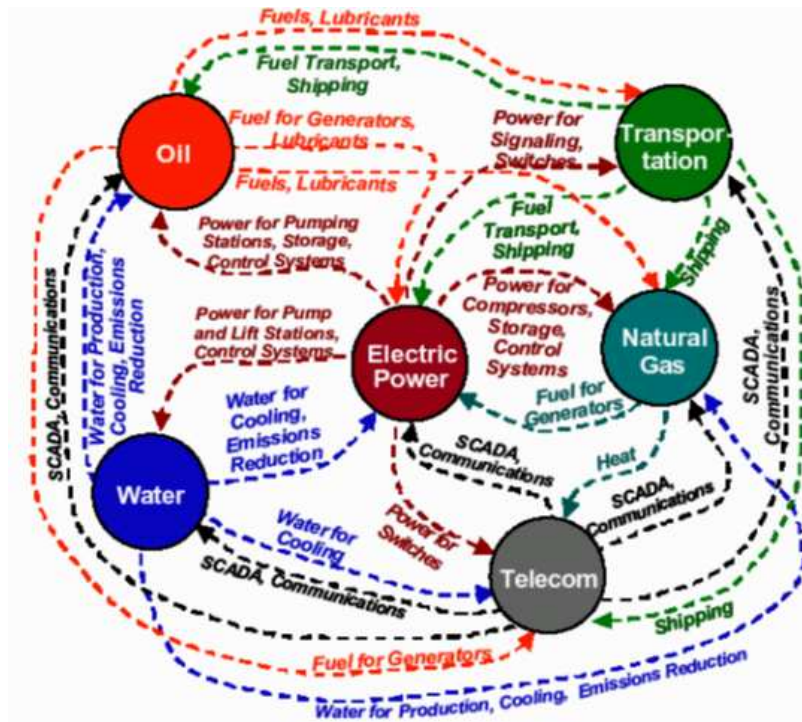 Fuels, Lubricants
Fuel Transport,
Shipping
Oil
Fuel for Generators,
Lubricants
Fuels, Lubricants
Power for
Signaling,
Switches
Transpor-
tation
Power for Pumping
Stations, Storage,
Control Systems
Fuel
Transport,
Shipping
Shipping
Power for Pump
and Lift Stations,
Control Systems
Electric
Power
Power for
Compressors,
Storage,
Control
Systems
Natural
Gas
SCADA,
Communications
SCADA, Communications
Water for Production,
Cooling, Emissions
Reduction
Water for
Cooling,
Emissions
Reduction
Fuel for
Generators
Heat
SCADA,
Communications
SCADA,
Communications
Water
Water for
Cooling
Power for
Switches
SCADA, Communications
Telecom
Shipping
Fuel for Generators
Water for Production, Cooling, Emissions Reduction